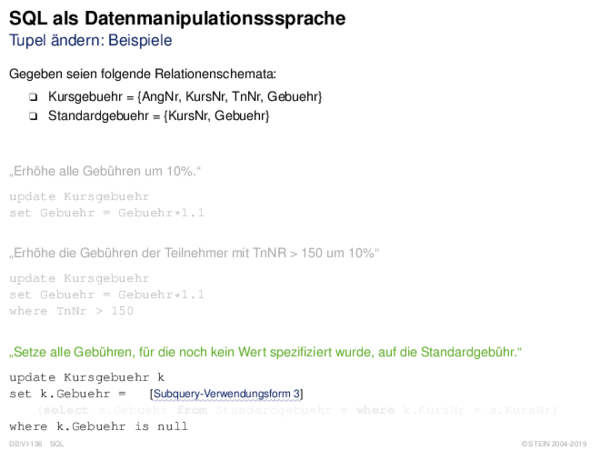 SQL als Datenmanipulationsssprache
Tupel ändern: Beispiele
Gegeben seien folgende Relationenschemata:
❑ Kursgebuehr = {AngNr, KursNr, TnNr, Gebuehr}
❑ Standardgebuehr = {KursNr, Gebuehr}
„Erhöhe alle Gebühren um 10%.“
update Kursgebuehr
set Gebuehr = Gebuehr*1.1
„Erhöhe die Gebühren der Teilnehmer mit TnNR > 150 um 10%“
update Kursgebuehr
set Gebuehr = Gebuehr*1.1
where TnNr > 150
„Setze alle Gebühren, für die noch kein Wert spezifiziert wurde, auf die Standardgebühr.“
update Kursgebuehr k
set k.Gebuehr = [Subquery-Verwendungsform 3]
(select s.Gebuehr from Standardgebuehr s where k.KursNr = s.KursNr)
where k.Gebuehr is null
DB:VI-136 SQL © STEIN 2004-2019